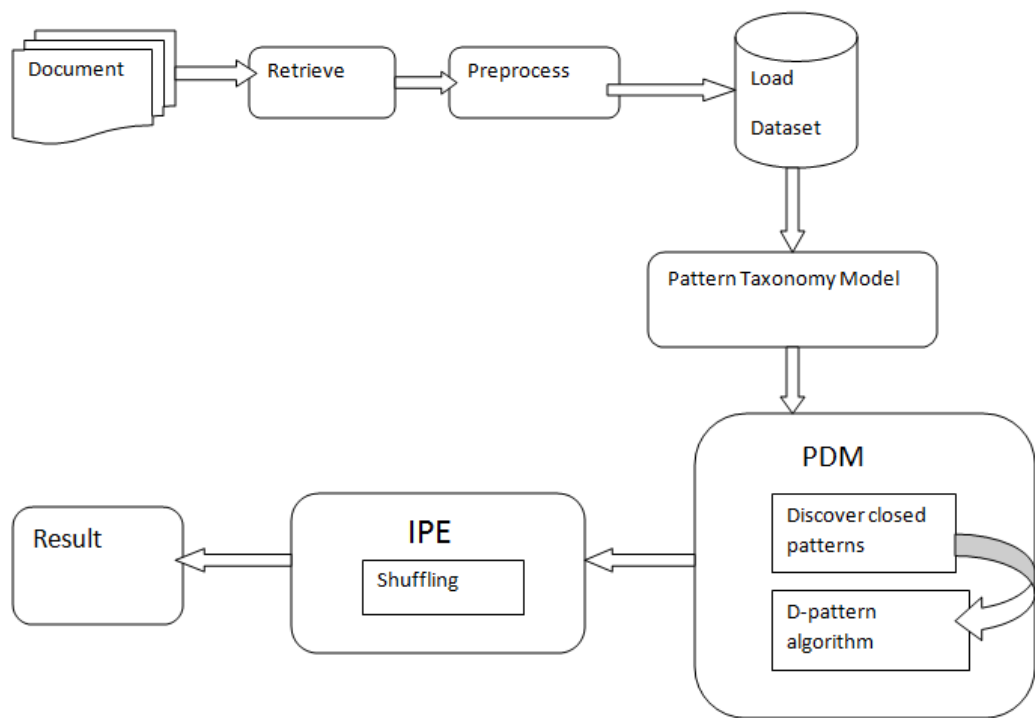 Document
Retrieve
Preprocess
Load
Dataset
Pattern Taxonomy Model
PDM
Discover closed
patterns
D-pattern
algorithm
IPE
Shuffling
Result